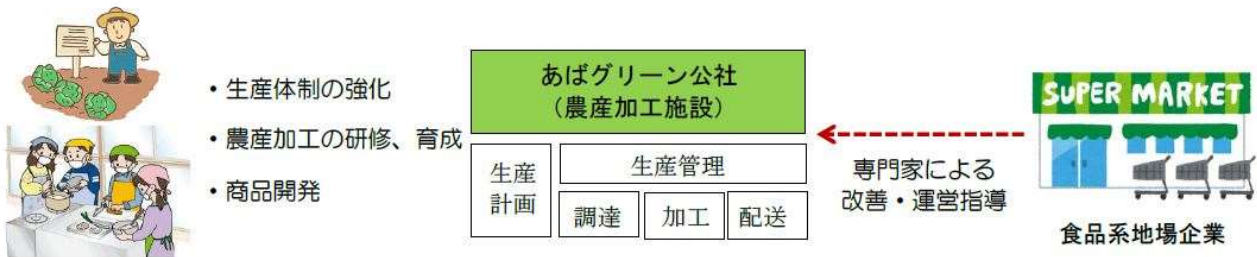 ・生産体制の強化
・農産加工の研修、育成
・商品開発
あばグリーン公社
（農産加工施設）
生産
計画
生産管理
調達
加工
配送
専門家による
改善・運営指導
SUPER MARKET
食品系地場企業